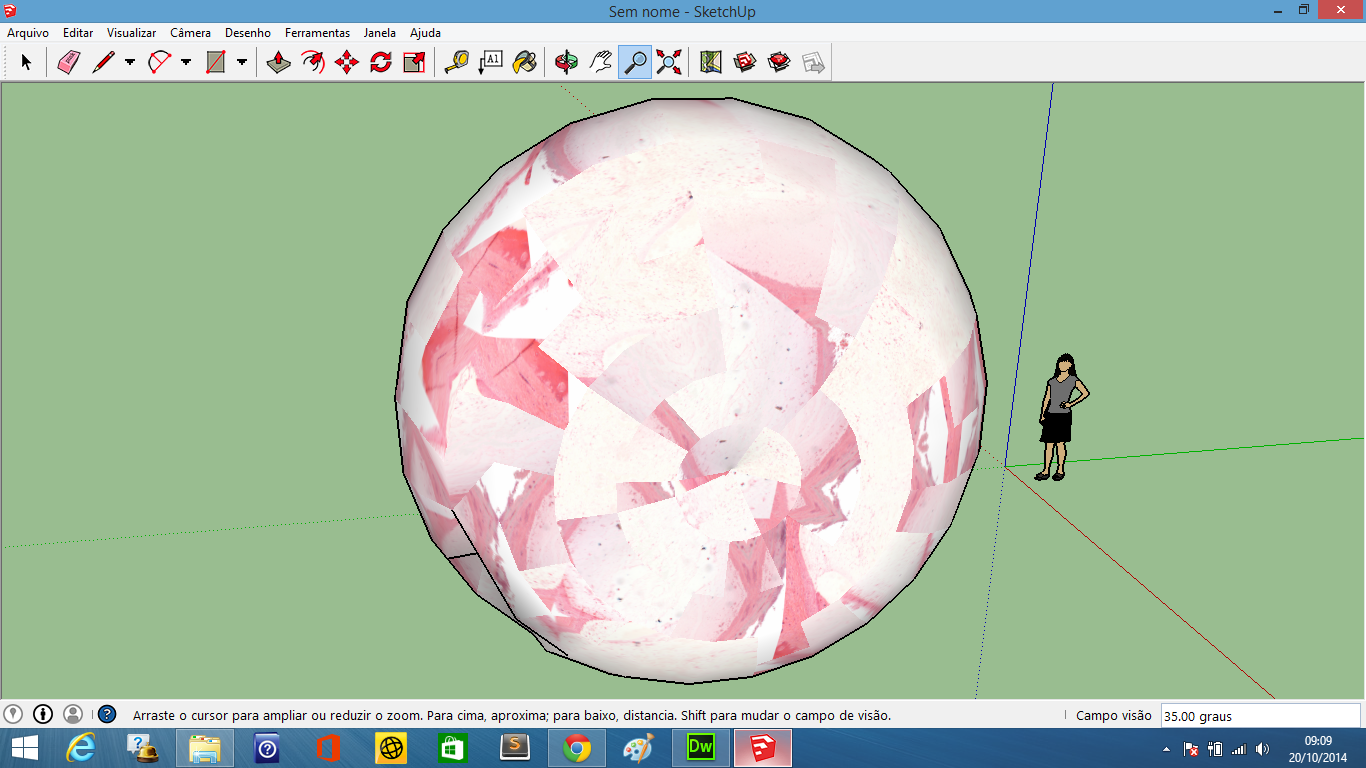 Sem nome - SketchUp
Arquivo Editar Visualizar Câmera Desenho Ferramentas Janela Ajuda
A1
Arraste o cursor para ampliar ou reduzir o zoom. Para cima, aproxima; para baixo, distancia. Shift para mudar o campo de visão. Campo visão 35.00 graus
S
Dw
09:09
20/10/2014